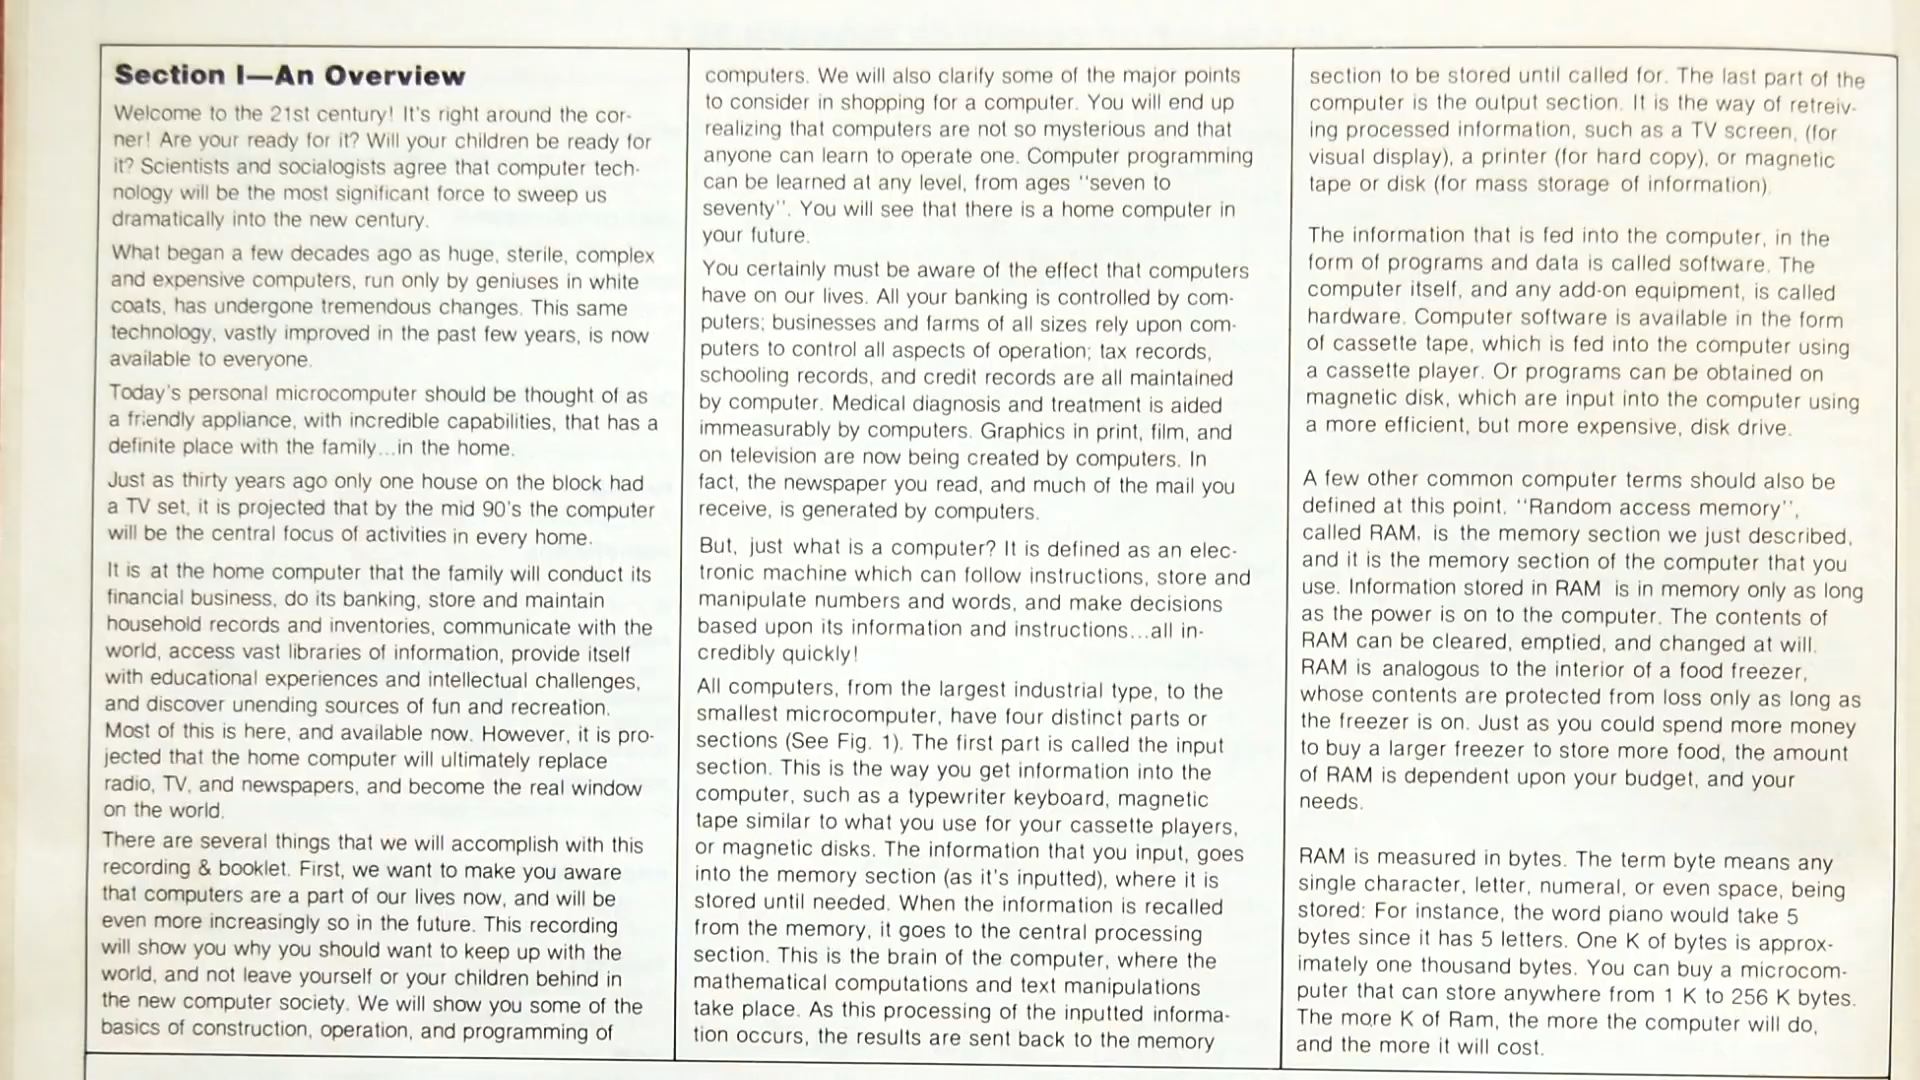 Section I—An Overview
Welcome to the 21st century! It's right around the cor-
ner! Are your ready for it? Will your children be ready for
it? Scientists and socialogists agree that computer tech-
nology will be the most significant force to sweep us
dramatically into the new century.
What began a few decades ago as huge, sterile, complex
and expensive computers, run only by geniuses in white
coats, has undergone tremendous changes. This same
technology, vastly improved in the past few years, is now
available to everyone.
Today's personal microcomputer should be thought of as
a friendly appliance, with incredible capabilities, that has a
definite place with the family...in the home.
Just as thirty years ago only one house on the block had
a TV set, it is projected that by the mid 90's the computer
will be the central focus of activities in every home.
It is at the home computer that the family will conduct its
financial business, do its banking, store and maintain
household records and inventories, communicate with the
world, access vast libraries of information, provide itself
with educational experiences and intellectual challenges,
and discover unending sources of fun and recreation.
Most of this is here, and available now. However, it is pro-
jected that the home computer will ultimately replace
radio, TV, and newspapers, and become the real window
on the world.
There are several things that we will accomplish with this
recording & booklet. First, we want to make you aware
that computers are a part of our lives now, and will be
even more increasingly so in the future. This recording
will show you why you should want to keep up with the
world, and not leave yourself or your children behind in
the new computer society. We will show you some of the
basics of construction, operation, and programming of
computers. We will also clarify some of the major points
to consider in shopping for a computer. You will end up
realizing that computers are not so mysterious and that
anyone can learn to operate one. Computer programming
can be learned at any level, from ages "seven to
seventy". You will see that there is a home computer in
your future.
You certainly must be aware of the effect that computers
have on our lives. All your banking is controlled by com-
puters; businesses and farms of all sizes rely upon com-
puters to control all aspects of operation; tax records,
schooling records, and credit records are all maintained
by computer. Medical diagnosis and treatment is aided
immeasurably by computers. Graphics in print, film, and
on television are now being created by computers. In
fact, the newspaper you read, and much of the mail you
receive, is generated by computers.
But, just what is a computer? It is defined as an elec-
tronic machine which can follow instructions, store and
manipulate numbers and words, and make decisions
based upon its information and instructions...all in-
credibly quickly!
All computers, from the largest industrial type, to the
smallest microcomputer, have four distinct parts or
sections (See Fig. 1). The first part is called the input
section. This is the way you get information into the
computer, such as a typewriter keyboard, magnetic
tape similar to what you use for your cassette players,
or magnetic disks. The information that you input, goes
into the memory section (as it's inputted), where it is
stored until needed. When the information is recalled
from the memory, it goes to the central processing
section. This is the brain of the computer, where the
mathematical computations and text manipulations
take place. As this processing of the inputted informa-
tion occurs, the results are sent back to the memory
section to be stored until called for. The last part of the
computer is the output section. It is the way of retreiv-
ing processed information, such as a TV screen, (for
visual display), a printer (for hard copy), or magnetic
tape or disk (for mass storage of information).
The information that is fed into the computer, in the
form of programs and data is called software. The
computer itself, and any add-on equipment, is called
hardware. Computer software is available in the form
of cassette tape, which is fed into the computer using
a cassette player. Or programs can be obtained on
magnetic disk, which are input into the computer using
a more efficient, but more expensive, disk drive.
A few other common computer terms should also be
defined at this point. "Random access memory",
called RAM, is the memory section we just described,
and it is the memory section of the computer that you
use. Information stored in RAM is in memory only as long
as the power is on to the computer. The contents of
RAM can be cleared, emptied, and changed at will.
RAM is analogous to the interior of a food freezer,
whose contents are protected from loss only as long as
the freezer is on. Just as you could spend more money
to buy a larger freezer to store more food, the amount
of RAM is dependent upon your budget, and your
needs.
RAM is measured in bytes. The term byte means any
single character, letter, numeral, or even space, being
stored: For instance, the word piano would take 5
bytes since it has 5 letters. One K of bytes is approx-
imately one thousand bytes. You can buy a microcom-
puter that can store anywhere from 1 K to 256 K bytes.
The more K of Ram, the more the computer will do,
and the more it will cost.